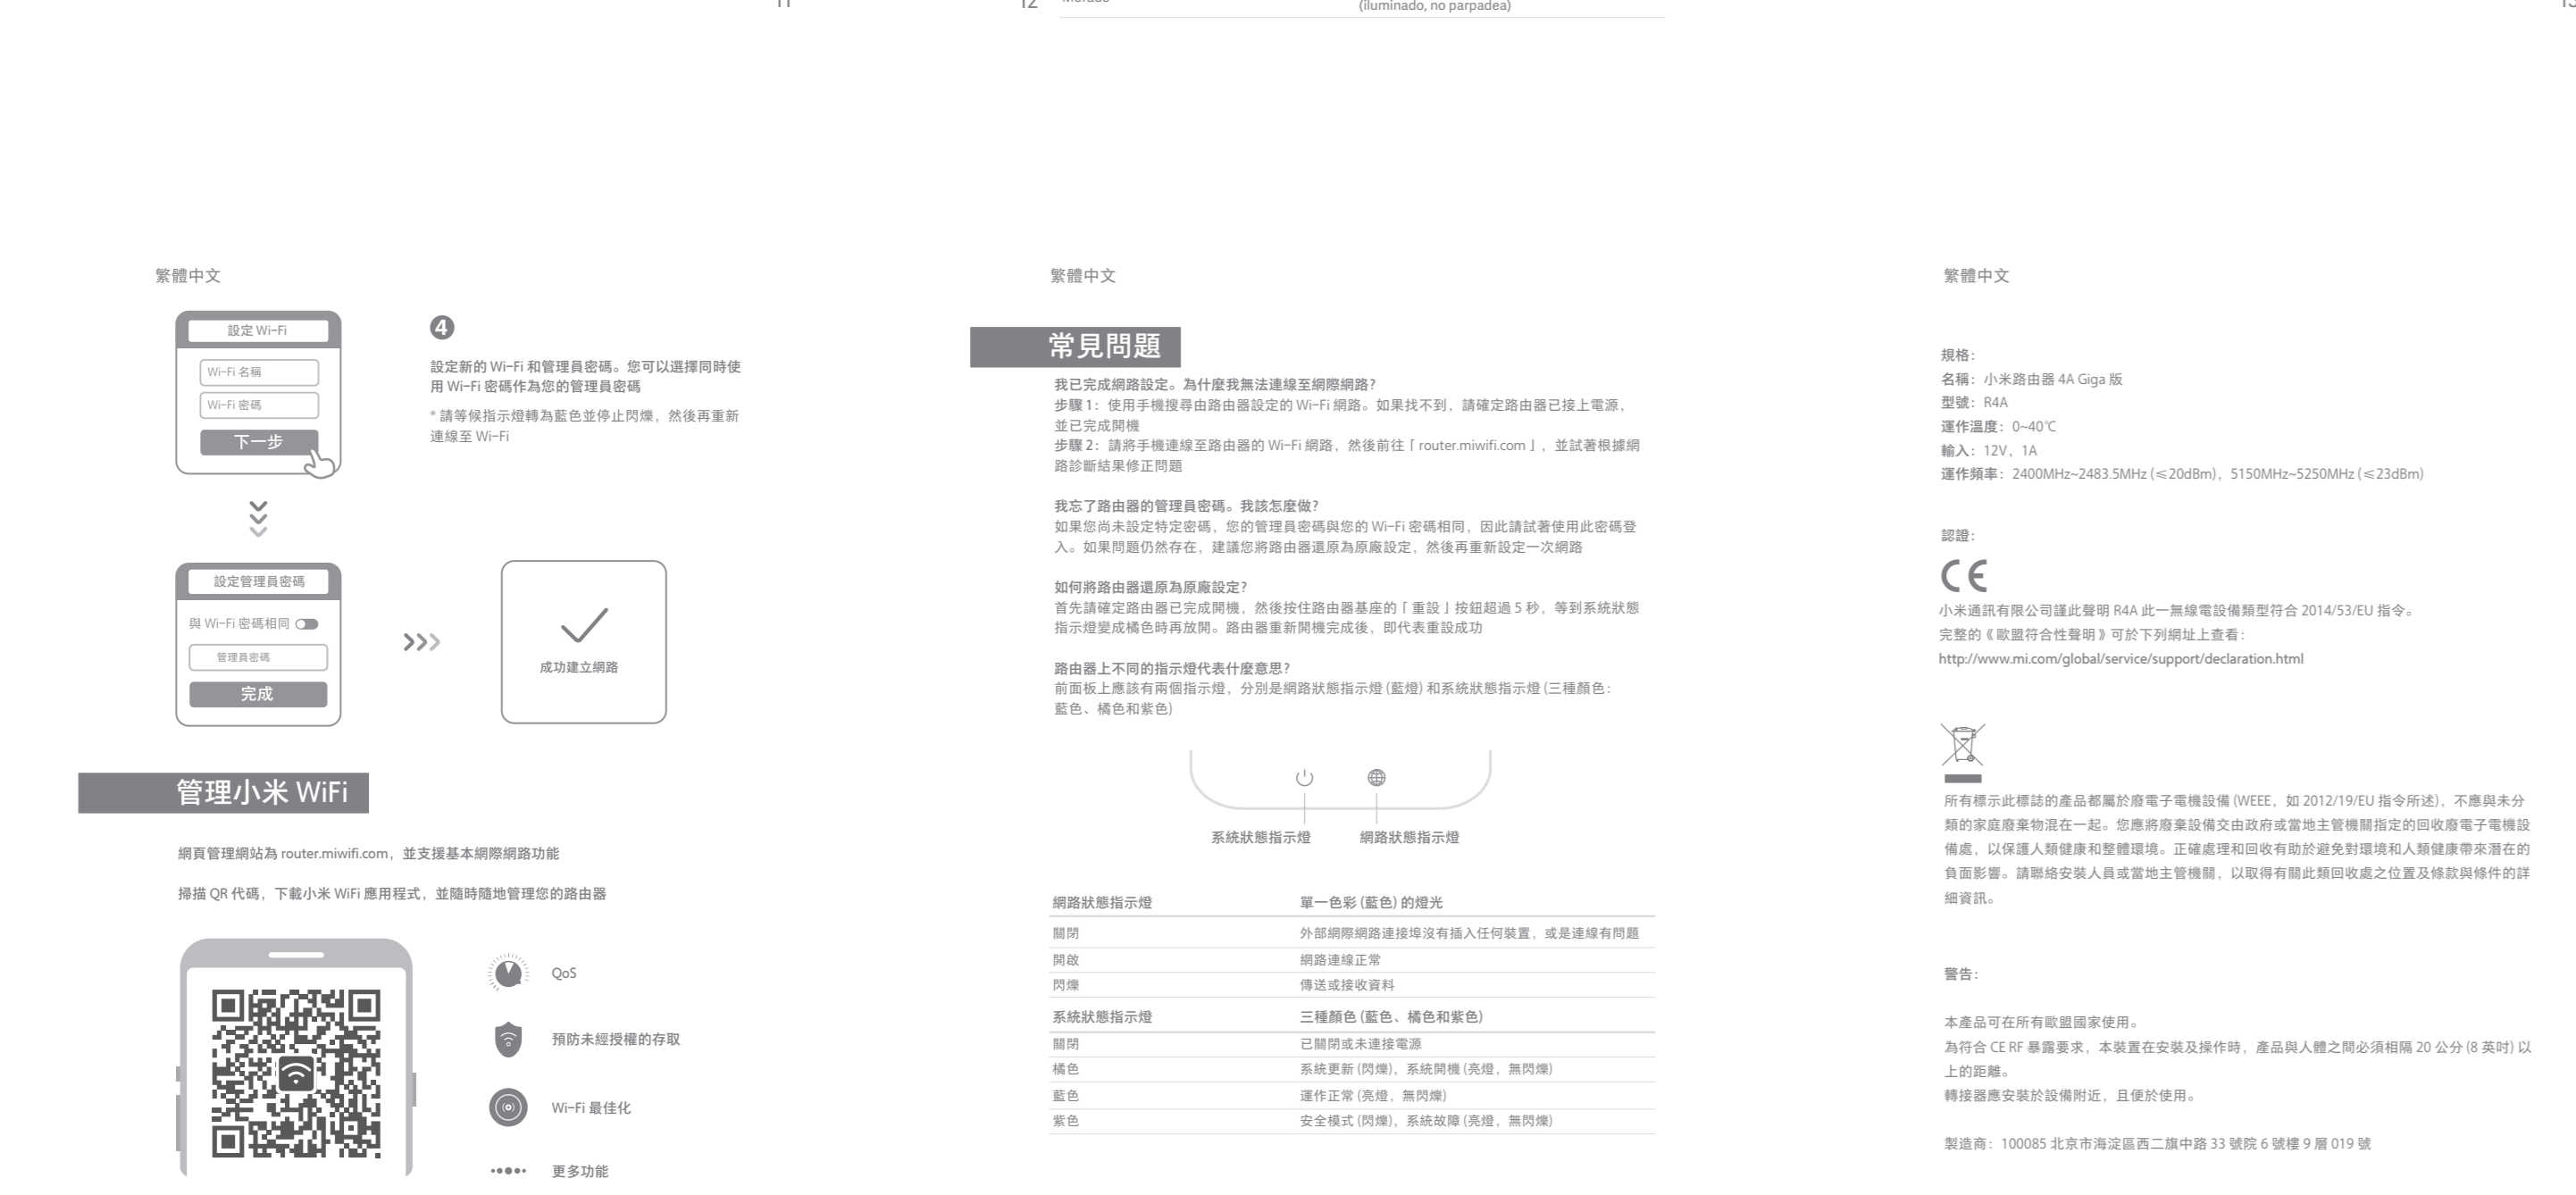 11
12
(iluminado, no parpadea)
繁體中文
設定 Wi-Fi
Wi-Fi 名稱
Wi-Fi 密碼
下一步
4
設定新的 Wi-Fi 和管理員密碼。您可以選擇同時使
用 Wi-Fi 密碼作為您的管理員密碼
* 請等候指示燈轉為藍色並停止閃爍，然後再重新
連線至 Wi-Fi
設定管理員密碼
與 Wi-Fi 密碼相同
管理員密碼
完成
成功建立網路
管理小米 WiFi
網頁管理網站為 router.miwifi.com，並支援基本網際網路功能
掃描 QR 代碼，下載小米 WiFi 應用程式，並隨時隨地管理您的路由器
QoS
預防未經授權的存取
Wi-Fi 最佳化
更多功能
繁體中文
常見問題
我已完成網路設定。為什麼我無法連線至網際網路?
步驟 1：使用手機搜尋由路由器設定的 Wi-Fi 網路。如果找不到，請確定路由器已接上電源，
並已完成開機
步驟 2：請將手機連線至路由器的 Wi-Fi 網路，然後前往「router.miwifi.com」，並試著根據網
路診斷結果修正問題
我忘了路由器的管理員密碼。我該怎麼做?
如果您尚未設定特定密碼，您的管理員密碼與您的 Wi-Fi 密碼相同，因此請試著使用此密碼登
入。如果問題仍然存在，建議您將路由器還原為原廠設定，然後再重新設定一次網路
如何將路由器還原為原廠設定?
首先請確定路由器已完成開機，然後按住路由器基座的「重設」按鈕超過 5 秒，等到系統狀態
指示燈變成橘色時再放開。路由器重新開機完成後，即代表重設成功
路由器上不同的指示燈代表什麼意思?
前面板上應該有兩個指示燈，分別是網路狀態指示燈 (藍燈) 和系統狀態指示燈 (三種顏色：
藍色、橘色和紫色)
系統狀態指示燈 網路狀態指示燈
網路狀態指示燈 單一色彩 (藍色) 的燈光
關閉 外部網際網路連接埠沒有插入任何裝置，或是連線有問題
開啟 網路連線正常
閃爍 傳送或接收資料
系統狀態指示燈 三種顏色 (藍色、橘色和紫色)
關閉 已關閉或未連接電源
橘色 系統更新 (閃爍)，系統開機 (亮燈，無閃爍)
藍色 運作正常 (亮燈，無閃爍)
紫色 安全模式 (閃爍)，系統故障 (亮燈，無閃爍)
繁體中文
規格：
名稱：小米路由器 4A Giga 版
型號：R4A
運作溫度：0~40℃
輸入：12V，1A
運作頻率：2400MHz~2483.5MHz (≤20dBm)，5150MHz~5250MHz (≤23dBm)
認證：
CE
小米通訊有限公司謹此聲明 R4A 此一無線電設備類型符合 2014/53/EU 指令。
完整的《歐盟符合性聲明》可於下列網址上查看：
http://www.mi.com/global/service/support/declaration.html
所有標示此標誌的產品都屬於廢電子電機設備 (WEEE，如 2012/19/EU 指令所述)，不應與未分
類的家庭廢棄物混在一起。您應將廢棄設備交由政府或當地主管機關指定的回收廢電子電機設
備處，以保護人類健康和整體環境。正確處理和回收有助於避免對環境和人類健康帶來潛在的
負面影響。請聯絡安裝人員或當地主管機關，以取得有關此類回收處之位置及條款與條件的詳
細資訊。
警告：
本產品可在所有歐盟國家使用。
為符合 CE RF 暴露要求，本裝置在安裝及操作時，產品與人體之間必須相隔 20 公分 (8 英吋) 以
上的距離。
轉接器應安裝於設備附近，且便於使用。
製造商：100085 北京市海淀區西二旗中路 33 號院 6 號樓 9 層 019 號